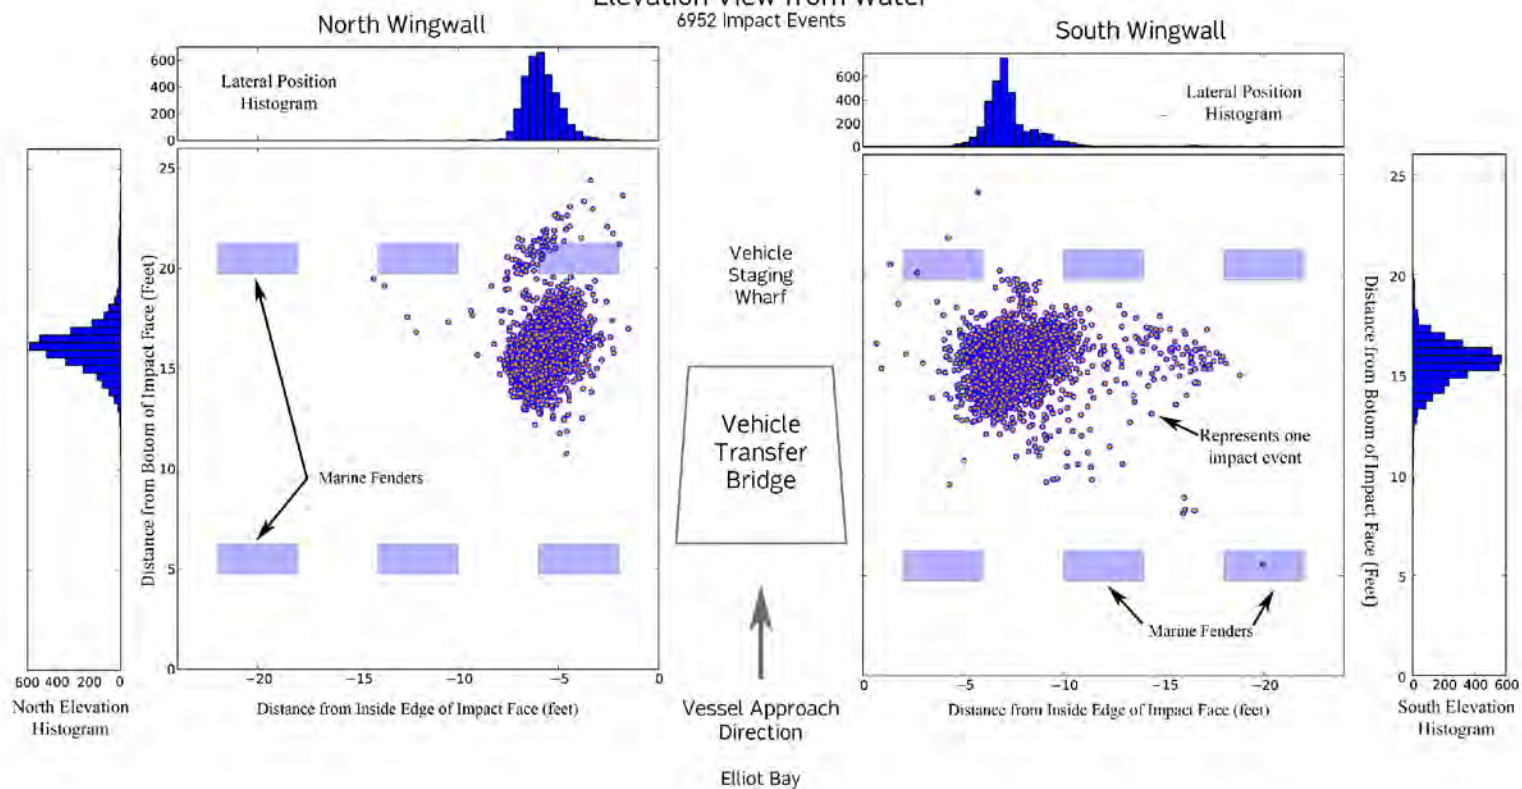 Elevation View from Water
6952 Impact Events
North Wingwall
South Wingwall
600
400
200
0
Lateral Position
Histogram
600
400
200
0
Lateral Position
Histogram
25
20
15
10
5
0
Distance from Botom of Impact Face (Feet)
Marine Fenders
−20
−15
−10
−5
0
Distance from Inside Edge of Impact Face (feet)
600 400 200 0
North Elevation
Histogram
Vehicle
Staging
Wharf
Vehicle
Transfer
Bridge
Vessel Approach
Direction
Elliot Bay
Represents one
impact event
Marine Fenders
0
−5
−10
−15
−20
Distance from Inside Edge of Impact Face (feet)
25
20
15
10
5
Distance from Botom of Impact Face (Feet)
0 200 400 600
South Elevation
Histogram